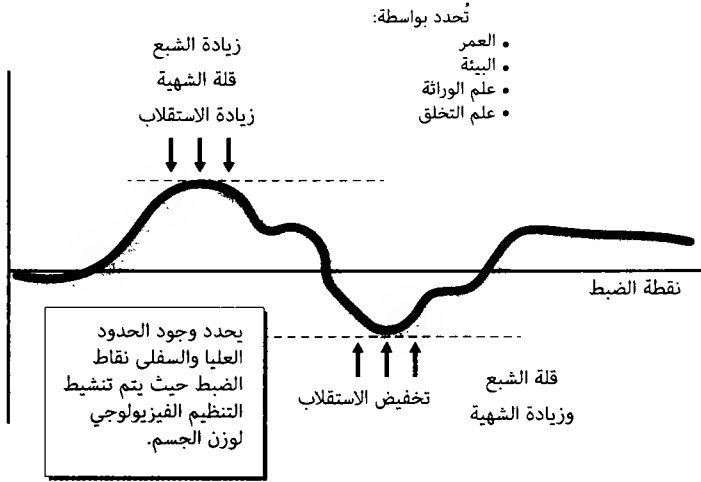 تُحدد بواسطة:
• العمر
• البيئة
• علم الوراثة
• علم التخلق
زيادة الشبع
قلة الشهية
زيادة الاستقلاب
نقطة الضبط
يحدد وجود الحدود
العليا والسفلى نقاط
الضبط حيث يتم تنشيط
التنظيم الفيزيولوجي
لوزن الجسم.
تخفيض الاستقلاب
قلة الشبع
وزيادة الشهية